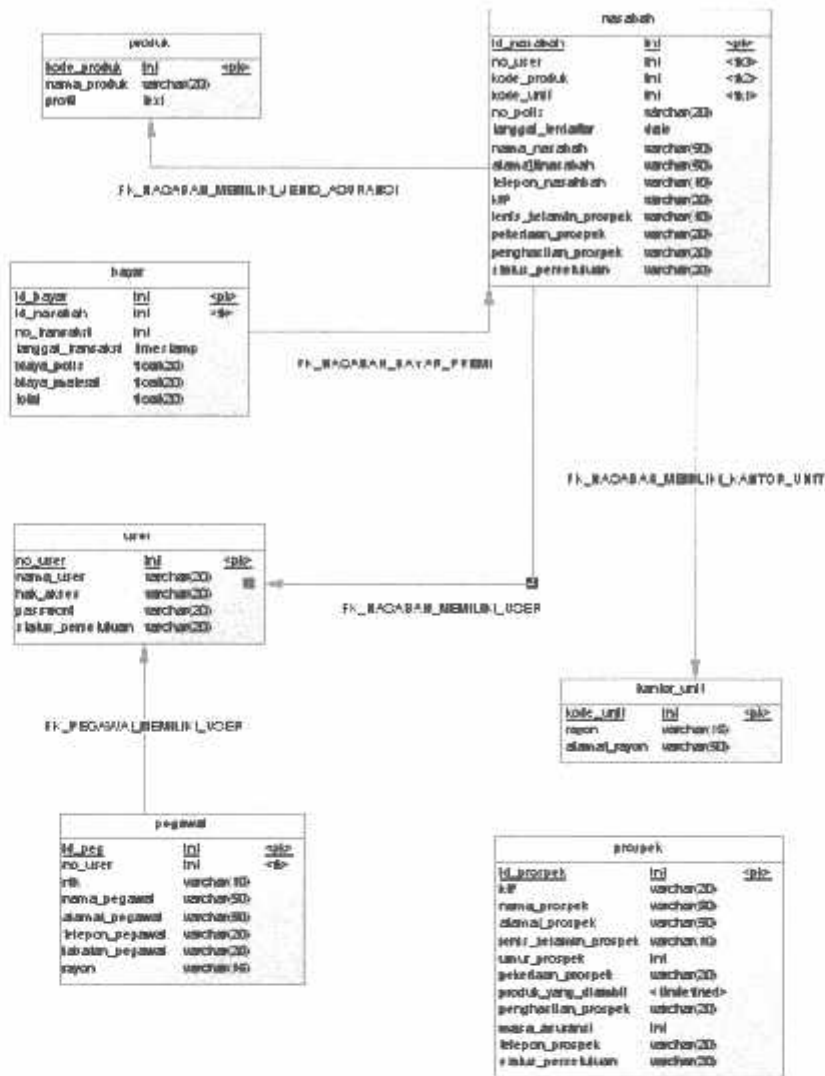 produk
kode_produk int <pk>
nama_produk varchar(20)
profil text
nasabah
id_nasabah int <pk>
no_user int <fk3>
kode_produk int <fk2>
kode_unit int <fk1>
no_polis varchar(20)
tanggal_terdaftar date
nama_nasabah varchar(50)
varchar(50)
varchar(10)
varchar(20)
jenis_kelamin_prospek varchar(10)
pekerjaan_prospek varchar(20)
penghasilan_prospek varchar(20)
status_persetujuan varchar(20)
FK_NASABAH_MEMILIKI_JENIS_ASURANSI
bayar
id_bayar int <pk>
id_nasabah int <fk>
no_transaksi int
tanggal_transaksi timestamp
biaya_polis float(20)
biaya_materai float(20)
total float(20)
FK_NASABAH_BAYAR_PREMI
FK_NASABAH_MEMILIKI_KANTOR_UNIT
user
no_user int <pk>
nama_user varchar(20)
hak_akses varchar(20)
password varchar(20)
status_persetujuan varchar(20)
FK_NASABAH_MEMILIKI_USER
FK_PEGAWAI_MEMILIKI_USER
kantor_unit
kode_unit int <pk>
rayon varchar(15)
alamat_rayon varchar(50)
pegawai
id_peg int <pk>
no_user int <fk>
nik varchar(10)
nama_pegawai varchar(50)
alamat_pegawai varchar(50)
telepon_pegawai varchar(20)
jabatan_pegawai varchar(20)
rayon varchar(15)
prospek
id_prospek int <pk>
varchar(20)
nama_prospek varchar(50)
alamat_prospek varchar(50)
jenis_kelamin_prospek varchar(10)
umur_prospek int
pekerjaan_prospek varchar(20)
produk_yang_diambil <Undefined>
penghasilan_prospek varchar(20)
masa_asuransi int
telepon_prospek varchar(20)
status_persetujuan varchar(20)